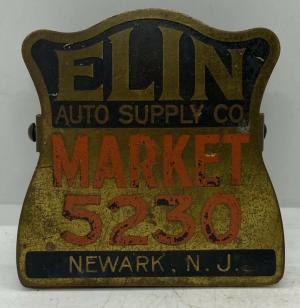 ELIN
AUTO SUPPLY CO.
MARKET
5230
NEWARK, N. J.